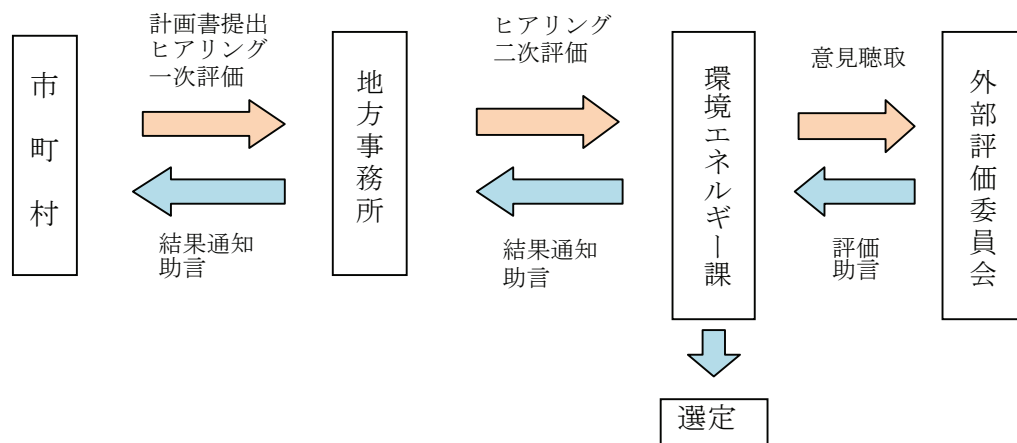 市町村
計画書提出
ヒアリング
一次評価
結果通知
助言
地方事務所
ヒアリング
二次評価
結果通知
助言
環境エネルギー課
意見聴取
評価
助言
外部評価委員会
選定